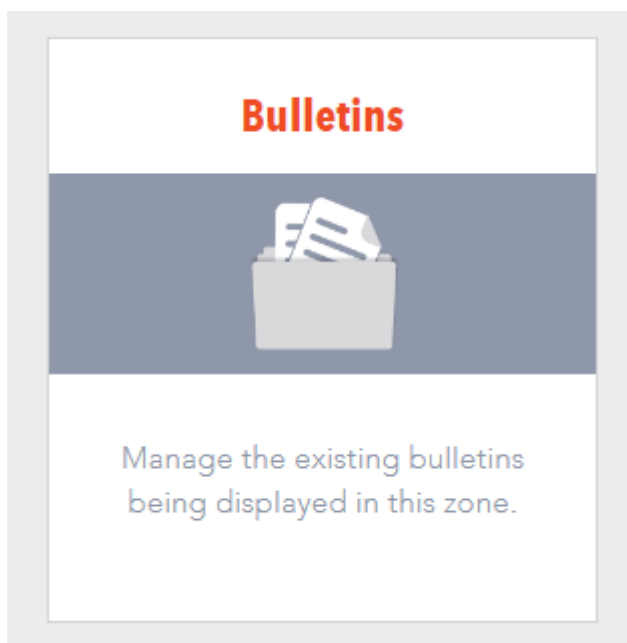 Bulletins
Manage the existing bulletins
being displayed in this zone.